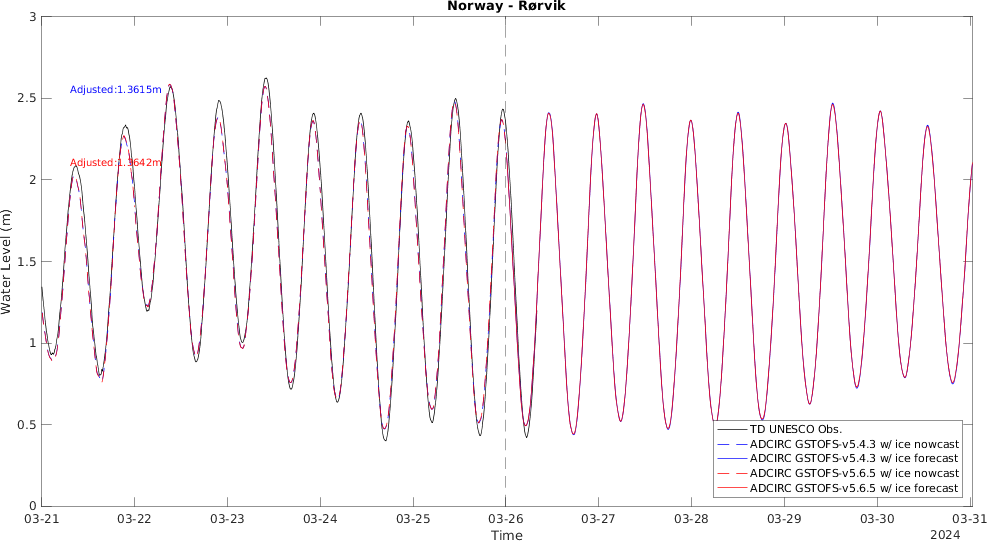 Norway - Rørvik
3
2.5
2
1.5
1
0.5
0
Water Level (m)
Adjusted:1.3615m
Adjusted:1.3642m
TD UNESCO Obs.
ADCIRC GSTOFS-v5.4.3 w/ ice nowcast
ADCIRC GSTOFS-v5.4.3 w/ ice forecast
ADCIRC GSTOFS-v5.6.5 w/ ice nowcast
ADCIRC GSTOFS-v5.6.5 w/ ice forecast
03-21 03-22 03-23 03-24 03-25 03-26 03-27 03-28 03-29 03-30 03-31
Time
2024